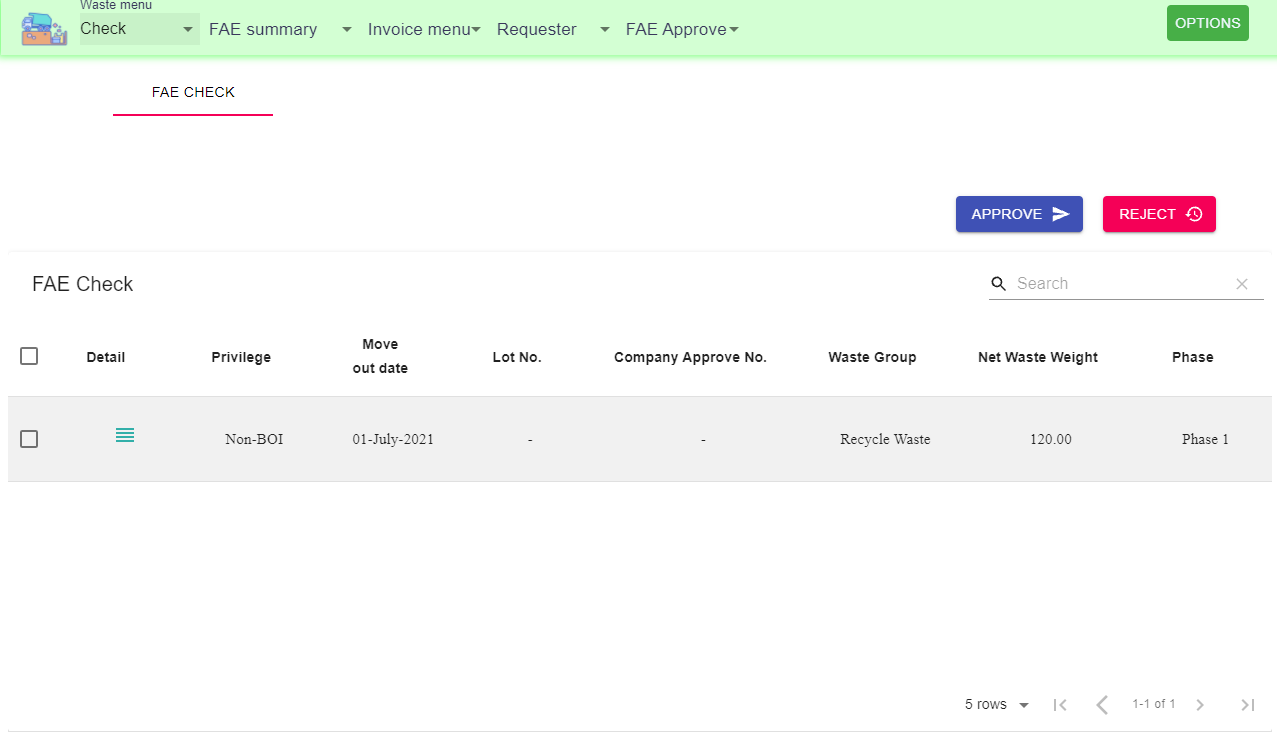 Waste menu
Check FAE summary Invoice menu Requester FAE Approve OPTIONS
FAE CHECK
APPROVE REJECT
FAE Check Search
Detail Privilege Move out date Lot No. Company Approve No. Waste Group Net Waste Weight Phase
Non-BOI 01-July-2021 - - Recycle Waste 120.00 Phase 1
5 rows 1-1 of 1